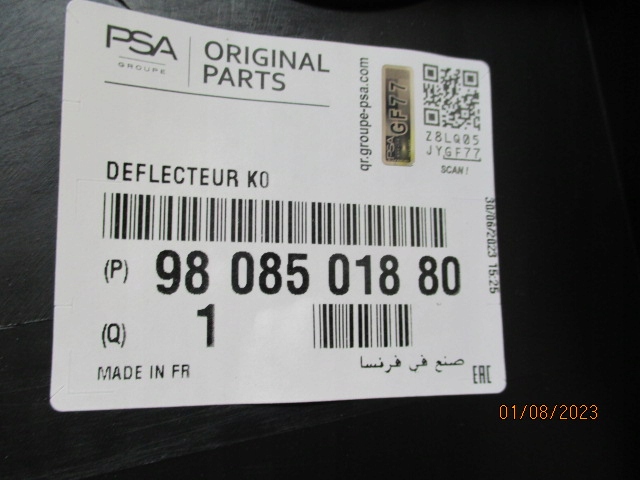 PSA
GROUPE
ORIGINAL
PARTS
qr.groupe-psa.com
PSA GF77
Z8LQ05
JYGF77
SCAN!
DEFLECTEUR K0
30/06/2023 15.25
(P) 98 085 018 80
(Q) 1
MADE IN FR
صنع في فرنسا
EAC
01/08/2023